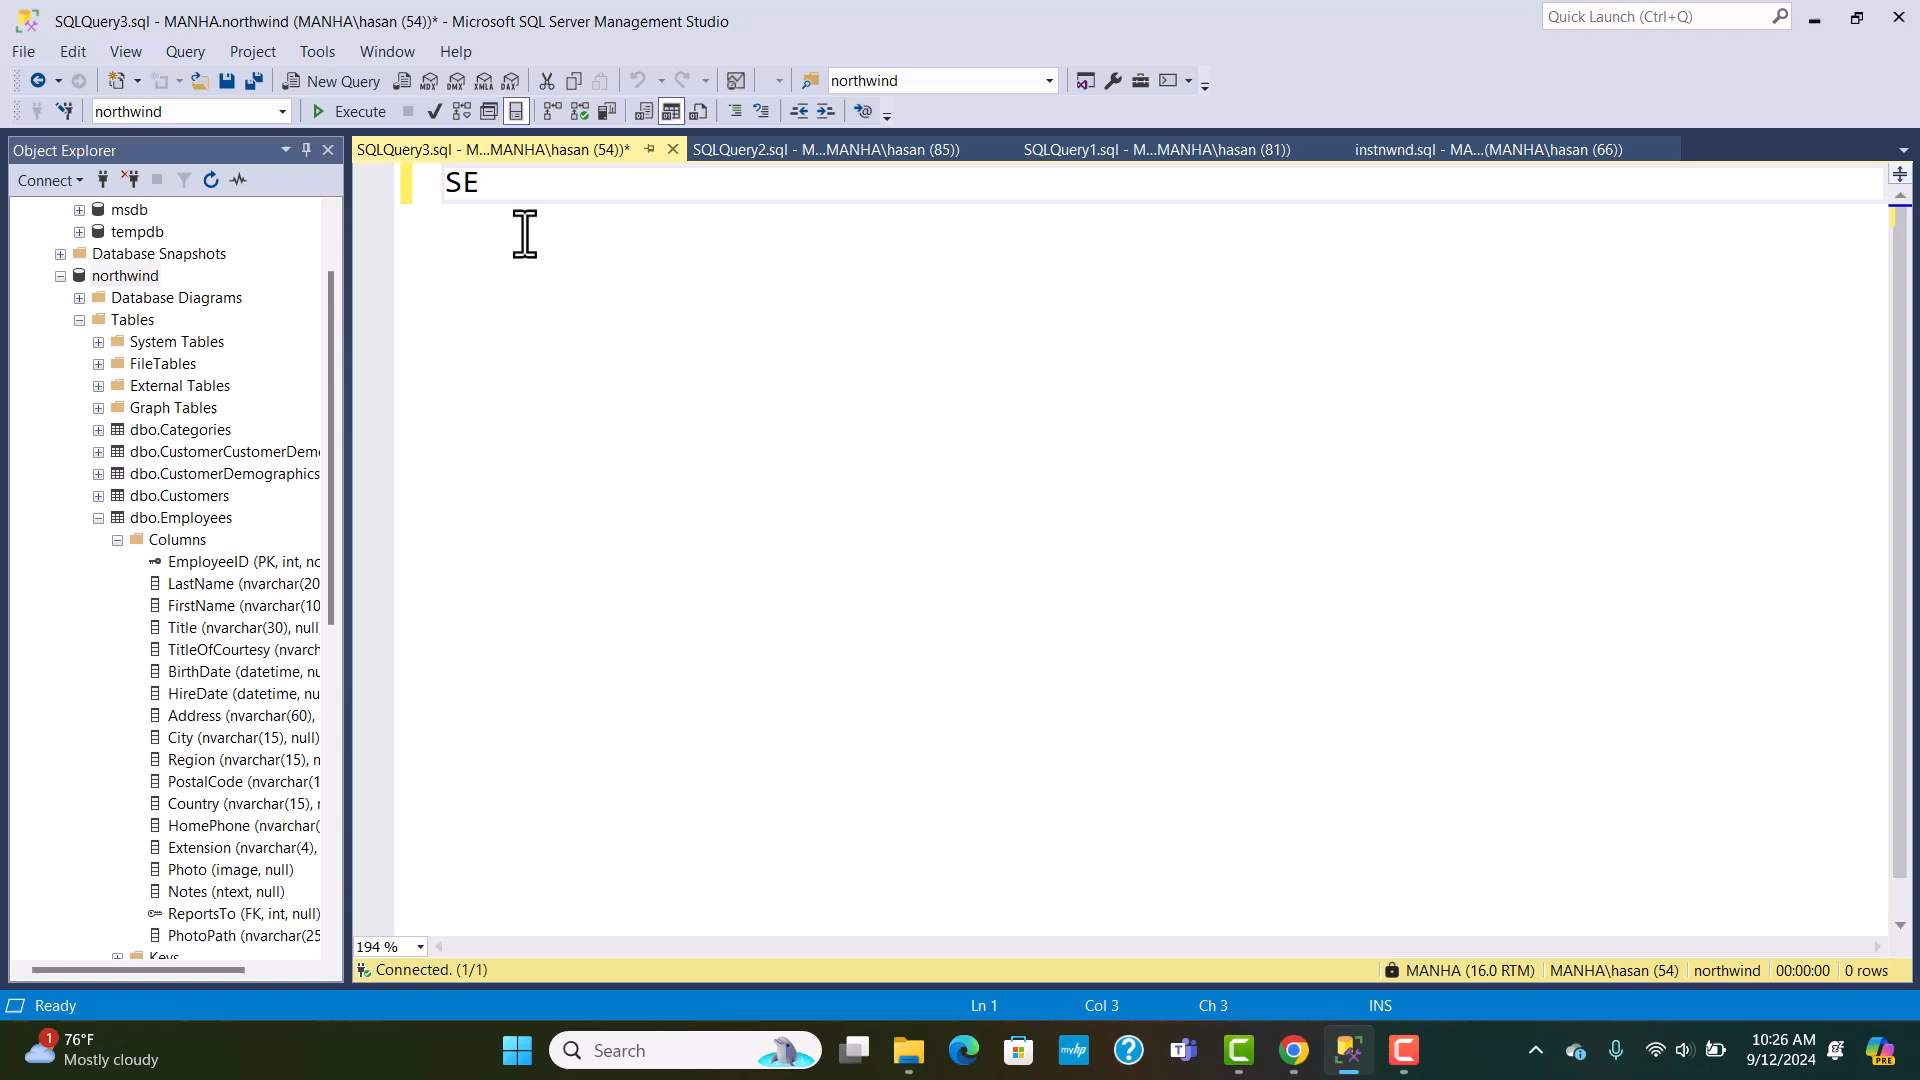 SQLQuery3.sql - MANHA.northwind (MANHA\hasan (54))* - Microsoft SQL Server Management Studio
Quick Launch (Ctrl+Q)
File Edit View Query Project Tools Window Help
New Query
MDX DMX XMLA DAX
northwind
northwind
Execute
Object Explorer
SQLQuery3.sql - M...MANHA\hasan (54))*
SQLQuery2.sql - M...MANHA\hasan (85))
SQLQuery1.sql - M...MANHA\hasan (81))
instnwnd.sql - MA...(MANHA\hasan (66))
Connect
SE
msdb
tempdb
Database Snapshots
northwind
Database Diagrams
Tables
System Tables
FileTables
External Tables
Graph Tables
dbo.Categories
dbo.CustomerCustomerDem
dbo.CustomerDemographics
dbo.Customers
dbo.Employees
Columns
EmployeeID (PK, int, nc
LastName (nvarchar(20
FirstName (nvarchar(10
Title (nvarchar(30), null
TitleOfCourtesy (nvarch
BirthDate (datetime, nu
HireDate (datetime, nu
Address (nvarchar(60),
City (nvarchar(15), null)
Region (nvarchar(15), n
PostalCode (nvarchar(1
Country (nvarchar(15), r
HomePhone (nvarchar(
Extension (nvarchar(4),
Photo (image, null)
Notes (ntext, null)
ReportsTo (FK, int, null)
PhotoPath (nvarchar(25
Keys
194 %
Connected. (1/1)
MANHA (16.0 RTM) MANHA\hasan (54) northwind 00:00:00 0 rows
Ready
Ln 1 Col 3 Ch 3 INS
1
76°F
Mostly cloudy
Search
myhp
10:26 AM
9/12/2024
PRE